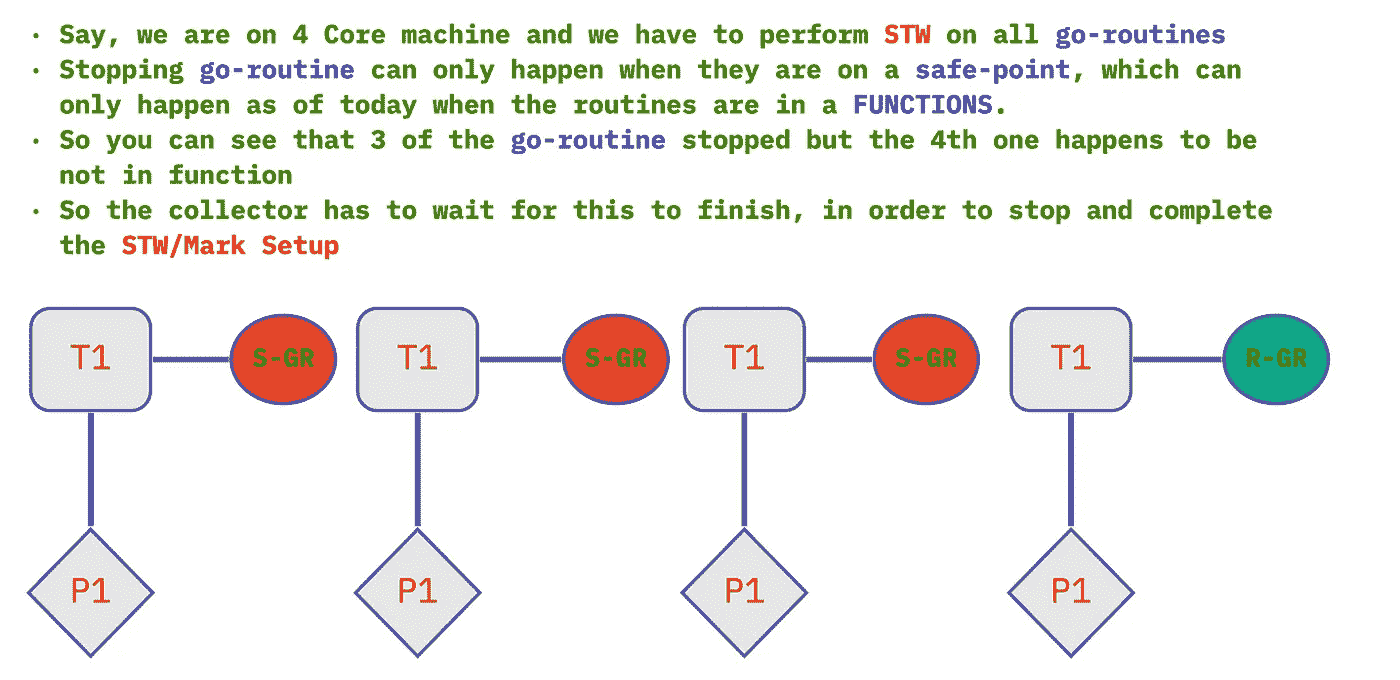 · Say, we are on 4 Core machine and we have to perform STW on all go-routines
· Stopping go-routine can only happen when they are on a safe-point, which can
only happen as of today when the routines are in a FUNCTIONS.
· So you can see that 3 of the go-routine stopped but the 4th one happens to be
not in function
· So the collector has to wait for this to finish, in order to stop and complete
the STW/Mark Setup
T1 S-GR T1 S-GR T1 S-GR T1 R-GR
P1 P1 P1 P1